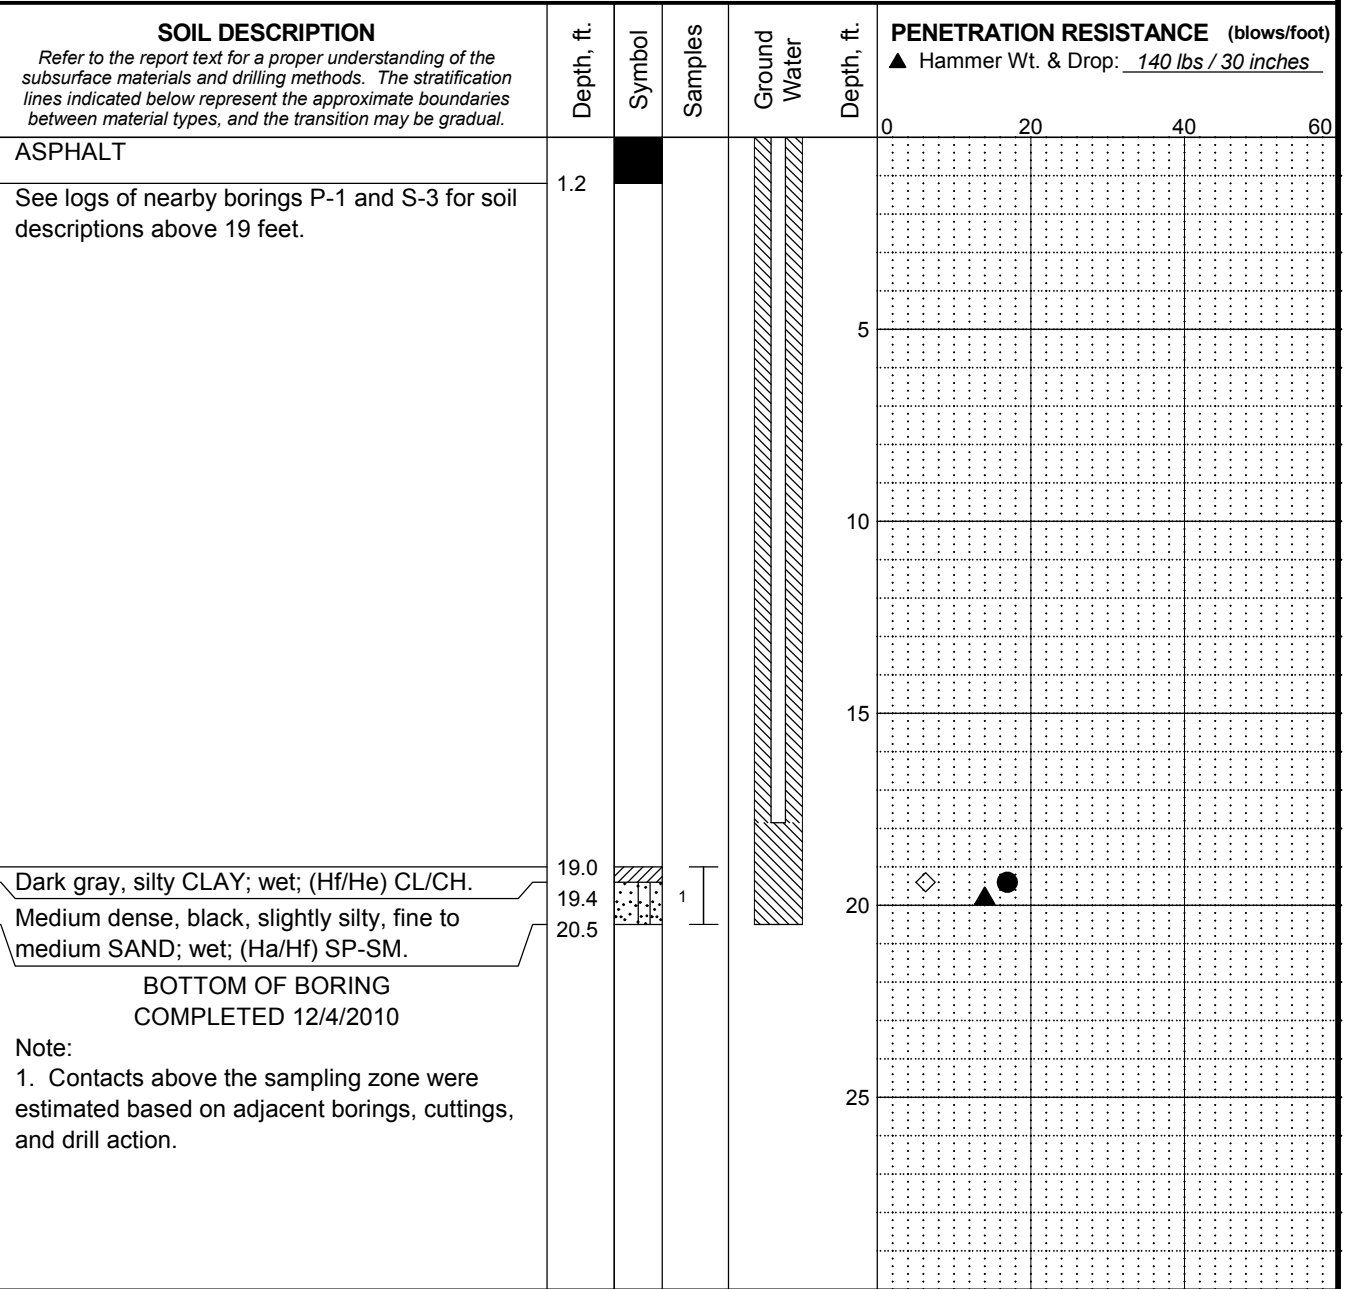 SOIL DESCRIPTION
Refer to the report text for a proper understanding of the
subsurface materials and drilling methods. The stratification
lines indicated below represent the approximate boundaries
between material types, and the transition may be gradual.
Depth, ft.
Symbol
Samples
Ground
Water
Depth, ft.
PENETRATION RESISTANCE (blows/foot)
▲ Hammer Wt. & Drop: 140 lbs / 30 inches
0 20 40 60
ASPHALT
1.2
See logs of nearby borings P-1 and S-3 for soil
descriptions above 19 feet.
5
10
15
19.0
Dark gray, silty CLAY; wet; (Hf/He) CL/CH.
19.4
1
20
Medium dense, black, slightly silty, fine to
20.5
medium SAND; wet; (Ha/Hf) SP-SM.
BOTTOM OF BORING
COMPLETED 12/4/2010
Note:
1. Contacts above the sampling zone were
estimated based on adjacent borings, cuttings,
25
and drill action.